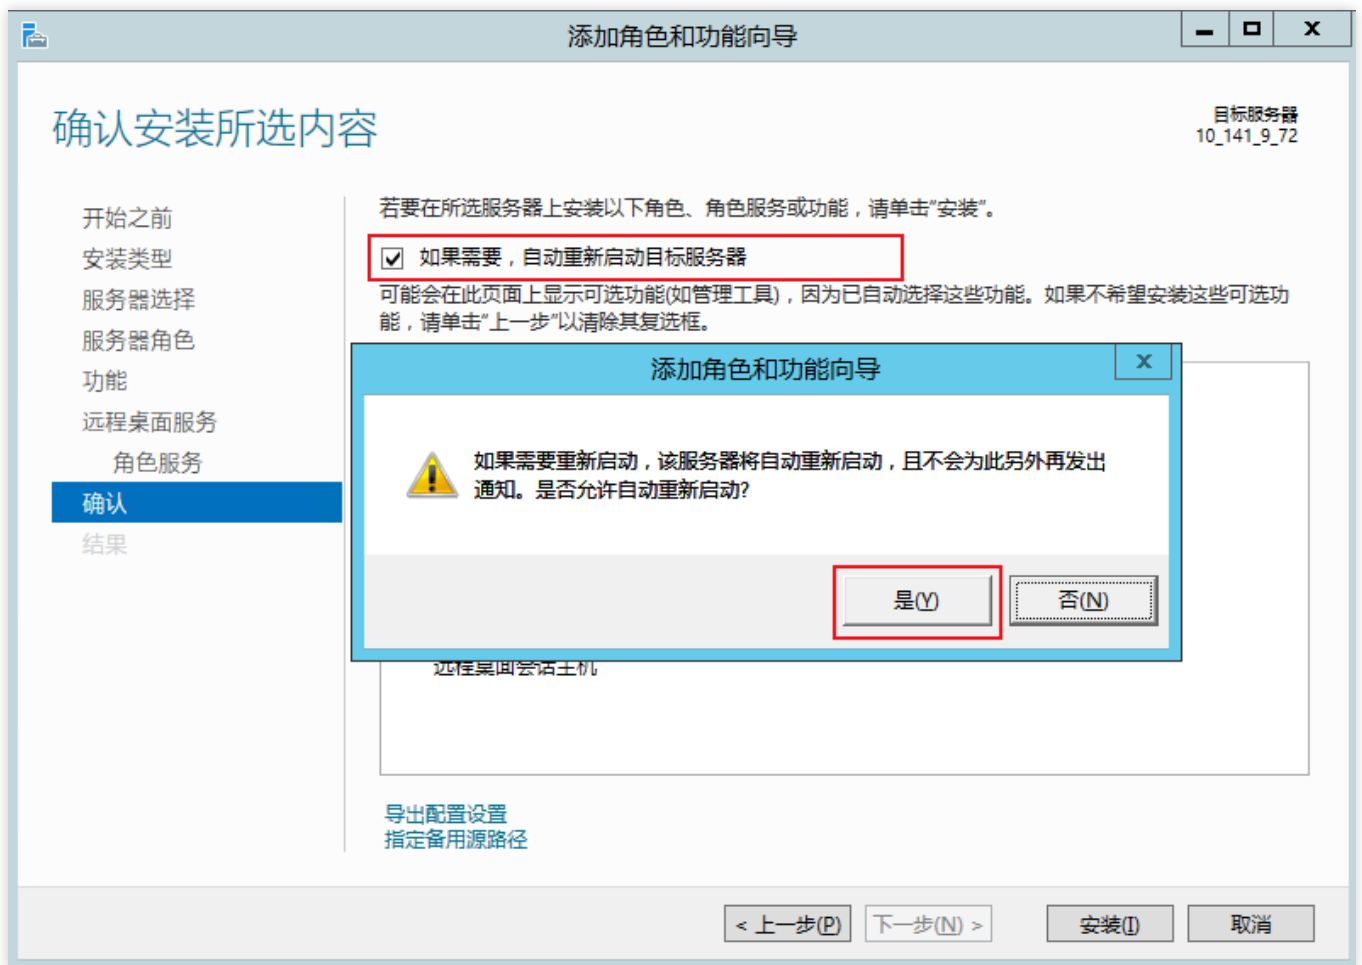 添加角色和功能向导
确认安装所选内容
目标服务器
10_141_9_72
开始之前
安装类型
服务器选择
服务器角色
功能
远程桌面服务
角色服务
确认
结果
若要在所选服务器上安装以下角色、角色服务或功能，请单击“安装”。
如果需要，自动重新启动目标服务器
可能会在此页面上显示可选功能(如管理工具)，因为已自动选择这些功能。如果不希望安装这些可选功
能，请单击“上一步”以清除其复选框。
添加角色和功能向导
如果需要重新启动，该服务器将自动重新启动，且不会为此另外再发出
通知。是否允许自动重新启动?
是(Y)
否(N)
远程桌面会话主机
导出配置设置
指定备用源路径
< 上一步(P)
下一步(N) >
安装(I)
取消